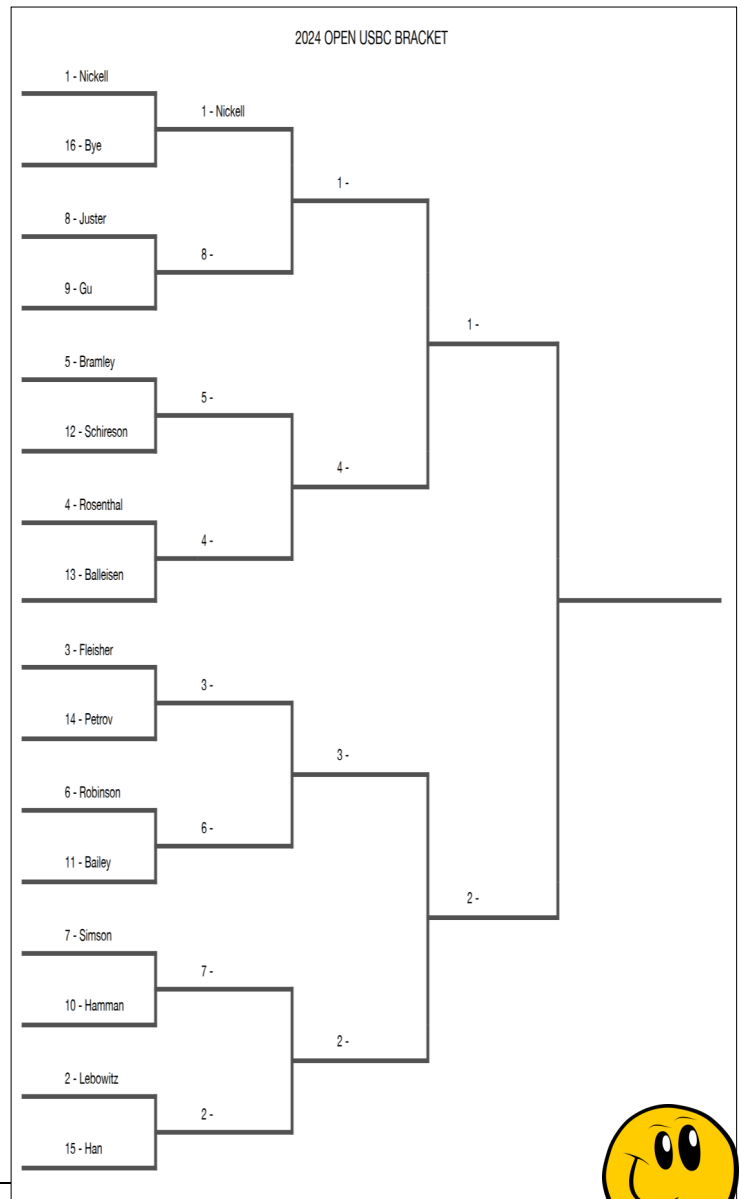 2024 OPEN USBC BRACKET
1 - Nickell
1 - Nickell
16 - Bye
1 -
8 - Juster
8 -
9 - Gu
1 -
5 - Bramley
5 -
12 - Schireson
4 -
4 - Rosenthal
4 -
13 - Balleisen
3 - Fleisher
3 -
14 - Petrov
3 -
6 - Robinson
6 -
11 - Bailey
2 -
7 - Simson
7 -
10 - Hamman
2 -
2 - Lebowitz
2 -
15 - Han